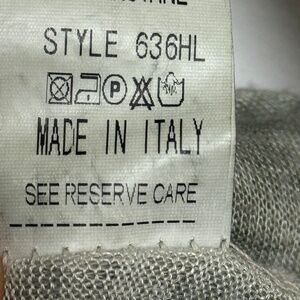 STYLE 636HL
P
MADE IN ITALY
SEE RESERVE CARE